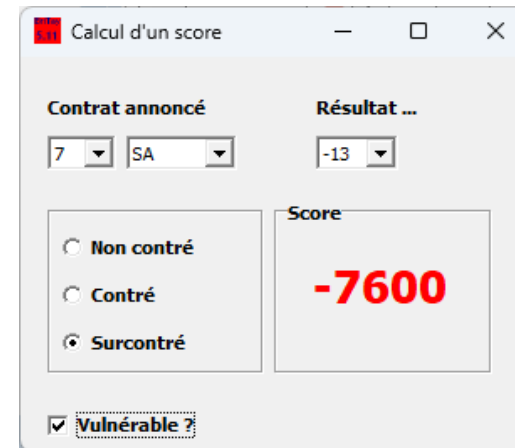 Calcul d'un score
Contrat annoncé Résultat ...
7 SA -13
Score
Non contré
Contré
-7600
Surcontré
Vulnérable ?